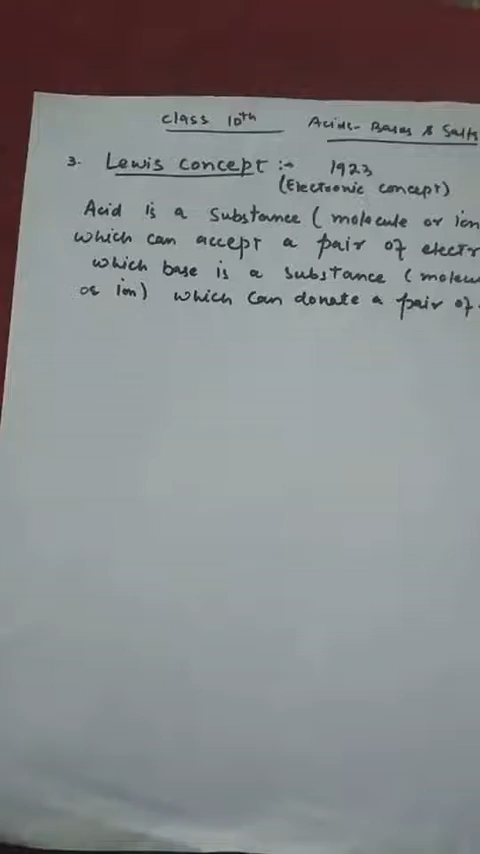 Class 10th Acids- Bases & Salts
3. Lewis concept :- 1923
(Electronic concept)
Acid is a substance ( molecule or ion
which can accept a pair of electr
which base is a substance ( molecu
or ion) which can donate a pair of